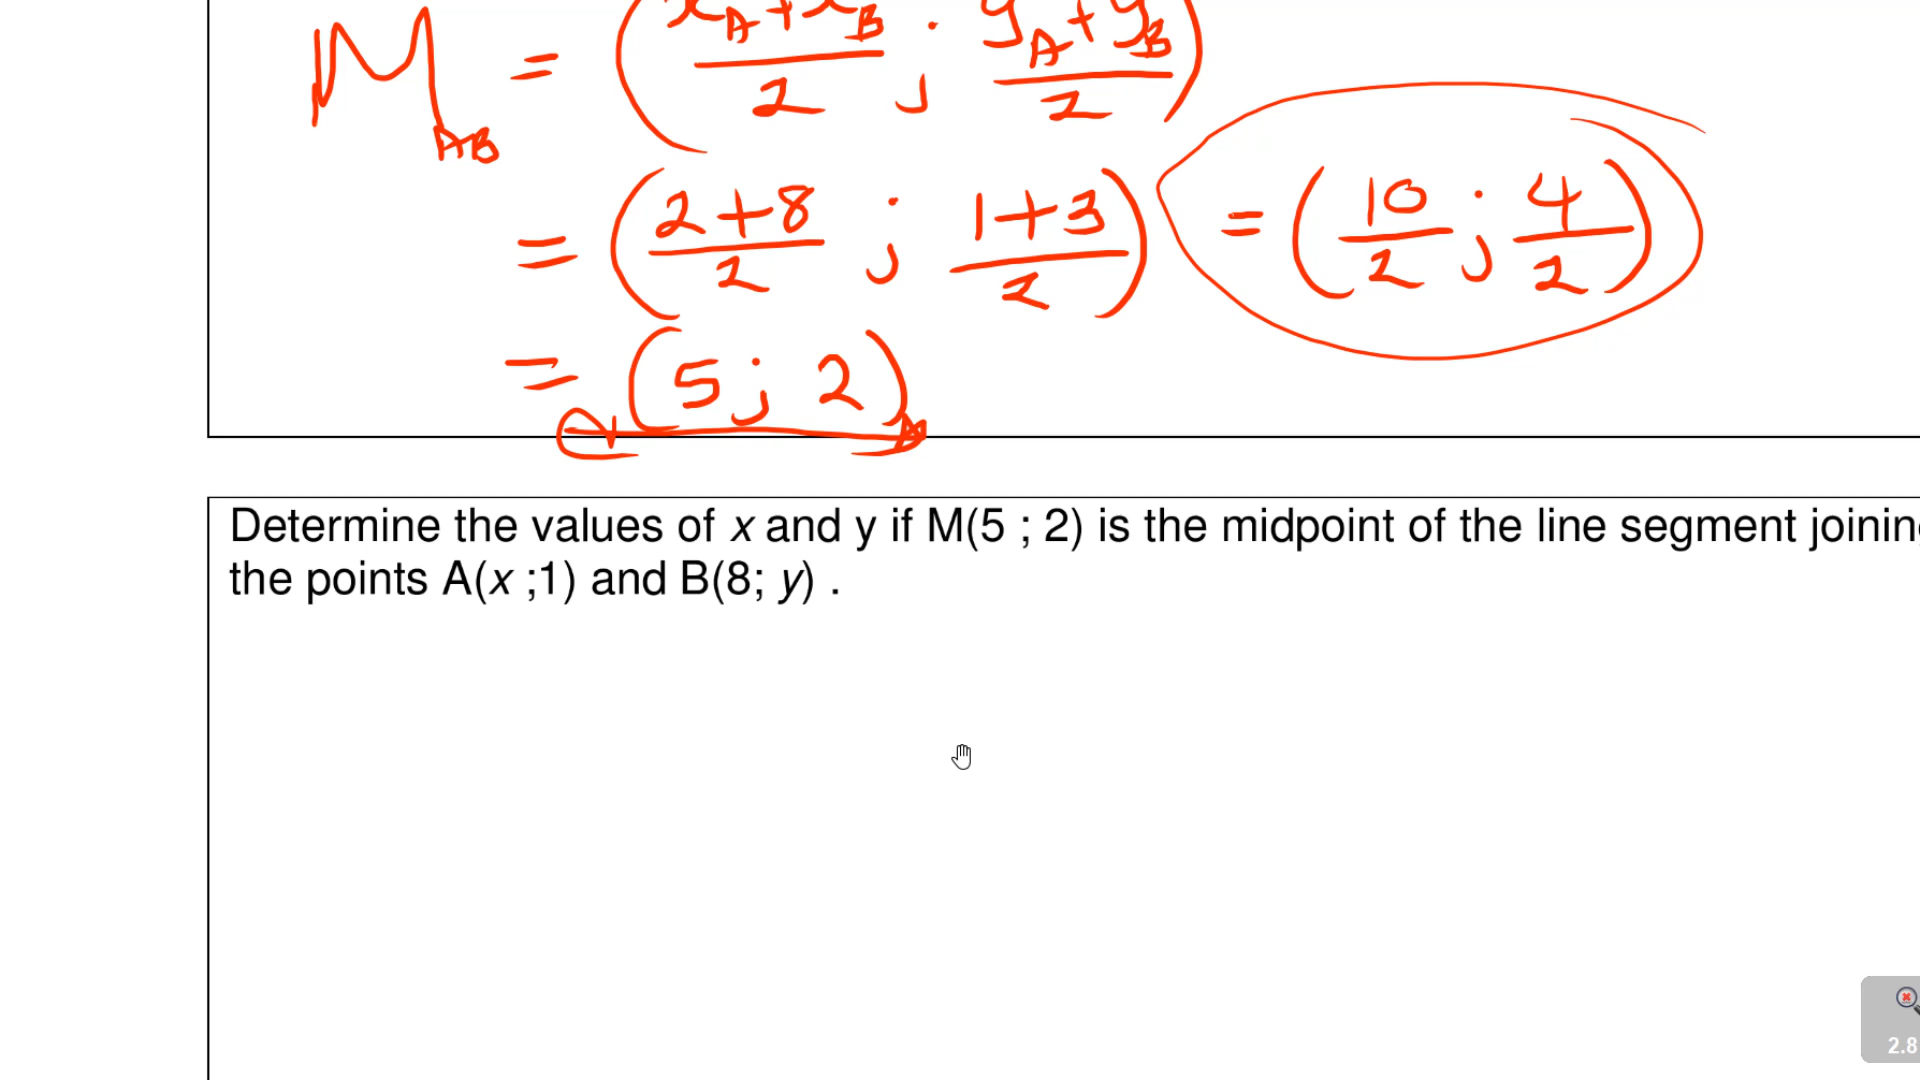 M_AB = (x_A + x_B / 2 ; y_A + y_B / 2)
= (2+8 / 2 ; 1+3 / 2) = (10 / 2 ; 4 / 2)
= (5 ; 2)
Determine the values of x and y if M(5 ; 2) is the midpoint of the line segment joinin
the points A(x ;1) and B(8; y) .
2.8